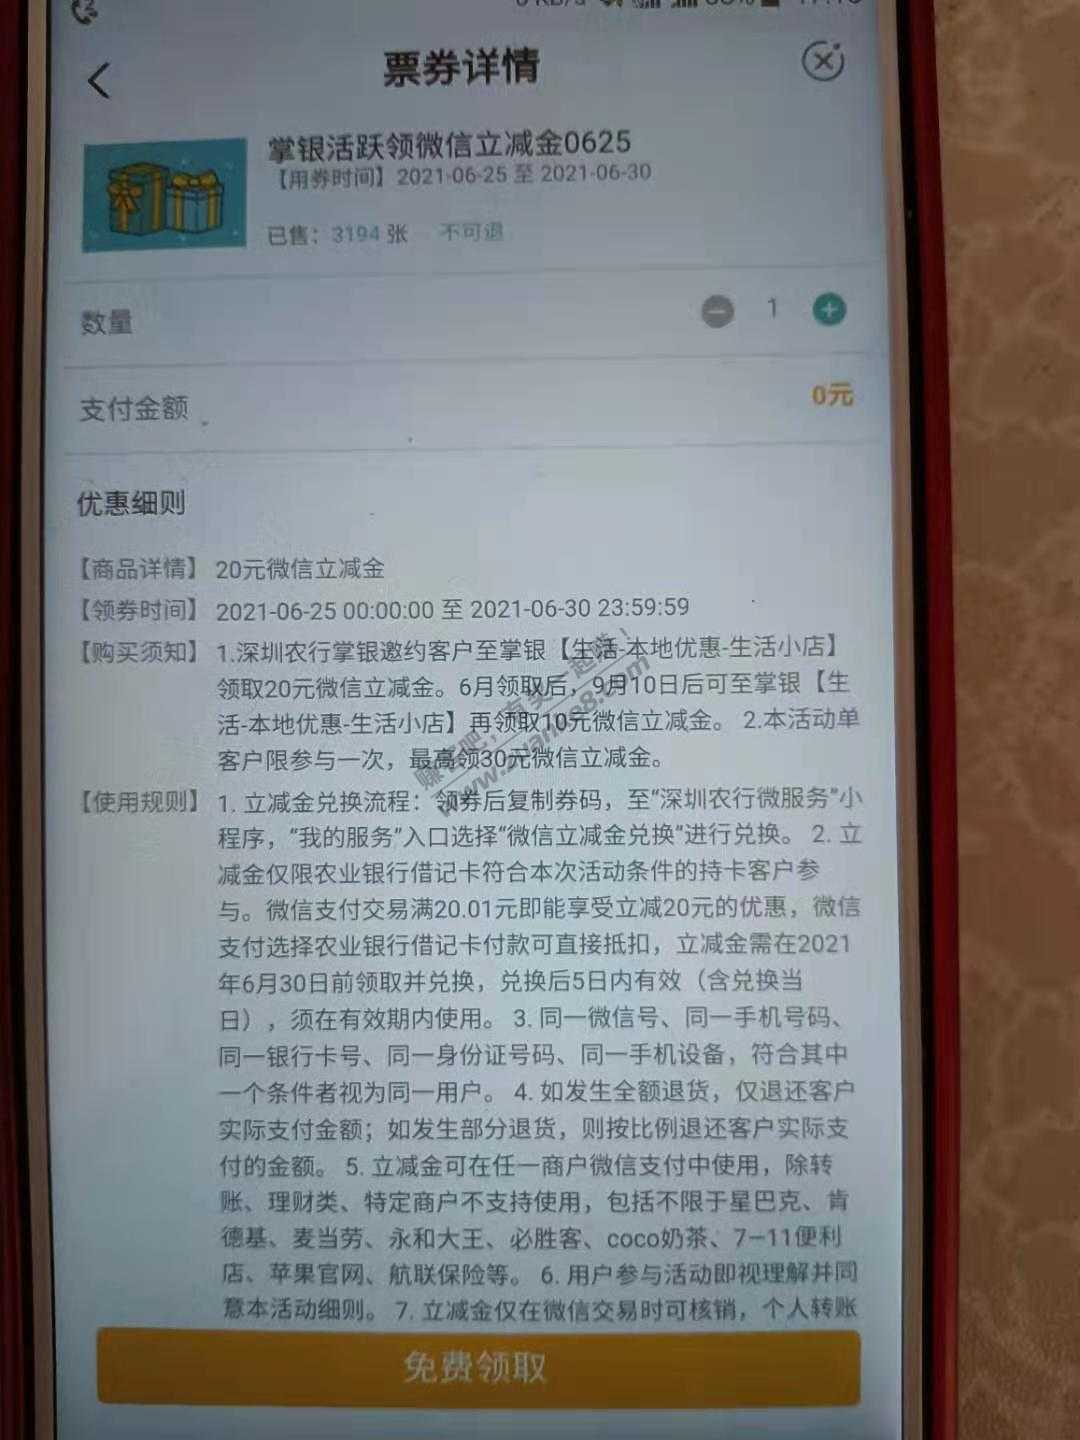 票券详情
掌银活跃领微信立减金0625
【用券时间】2021-06-25 至 2021-06-30
已售：3194 张 不可退
数量
1
支付金额
0元
优惠细则
【商品详情】 20元微信立减金
【领券时间】 2021-06-25 00:00:00 至 2021-06-30 23:59:59
【购买须知】 1.深圳农行掌银邀约客户至掌银【生活-本地优惠-生活小店】
领取20元微信立减金。6月领取后，9月10日后可至掌银【生
活-本地优惠-生活小店】再领取10元微信立减金。 2.本活动单
客户限参与一次，最高领30元微信立减金。
【使用规则】 1. 立减金兑换流程：领券后复制券码，至“深圳农行微服务”小
程序，“我的服务”入口选择“微信立减金兑换”进行兑换。 2. 立
减金仅限农业银行借记卡符合本次活动条件的持卡客户参
与。微信支付交易满20.01元即能享受立减20元的优惠，微信
支付选择农业银行借记卡付款可直接抵扣，立减金需在2021
年6月30日前领取并兑换，兑换后5日内有效（含兑换当
日），须在有效期内使用。 3. 同一微信号、同一手机号码、
同一银行卡号、同一身份证号码、同一手机设备，符合其中
一个条件者视为同一用户。 4. 如发生全额退货，仅退还客户
实际支付金额；如发生部分退货，则按比例退还客户实际支
付的金额。 5. 立减金可在任一商户微信支付中使用，除转
账、理财类、特定商户不支持使用，包括不限于星巴克、肯
德基、麦当劳、永和大王、必胜客、coco奶茶、7-11便利
店、苹果官网、航联保险等。 6. 用户参与活动即视理解并同
意本活动细则。 7. 立减金仅在微信交易时可核销，个人转账
免费领取